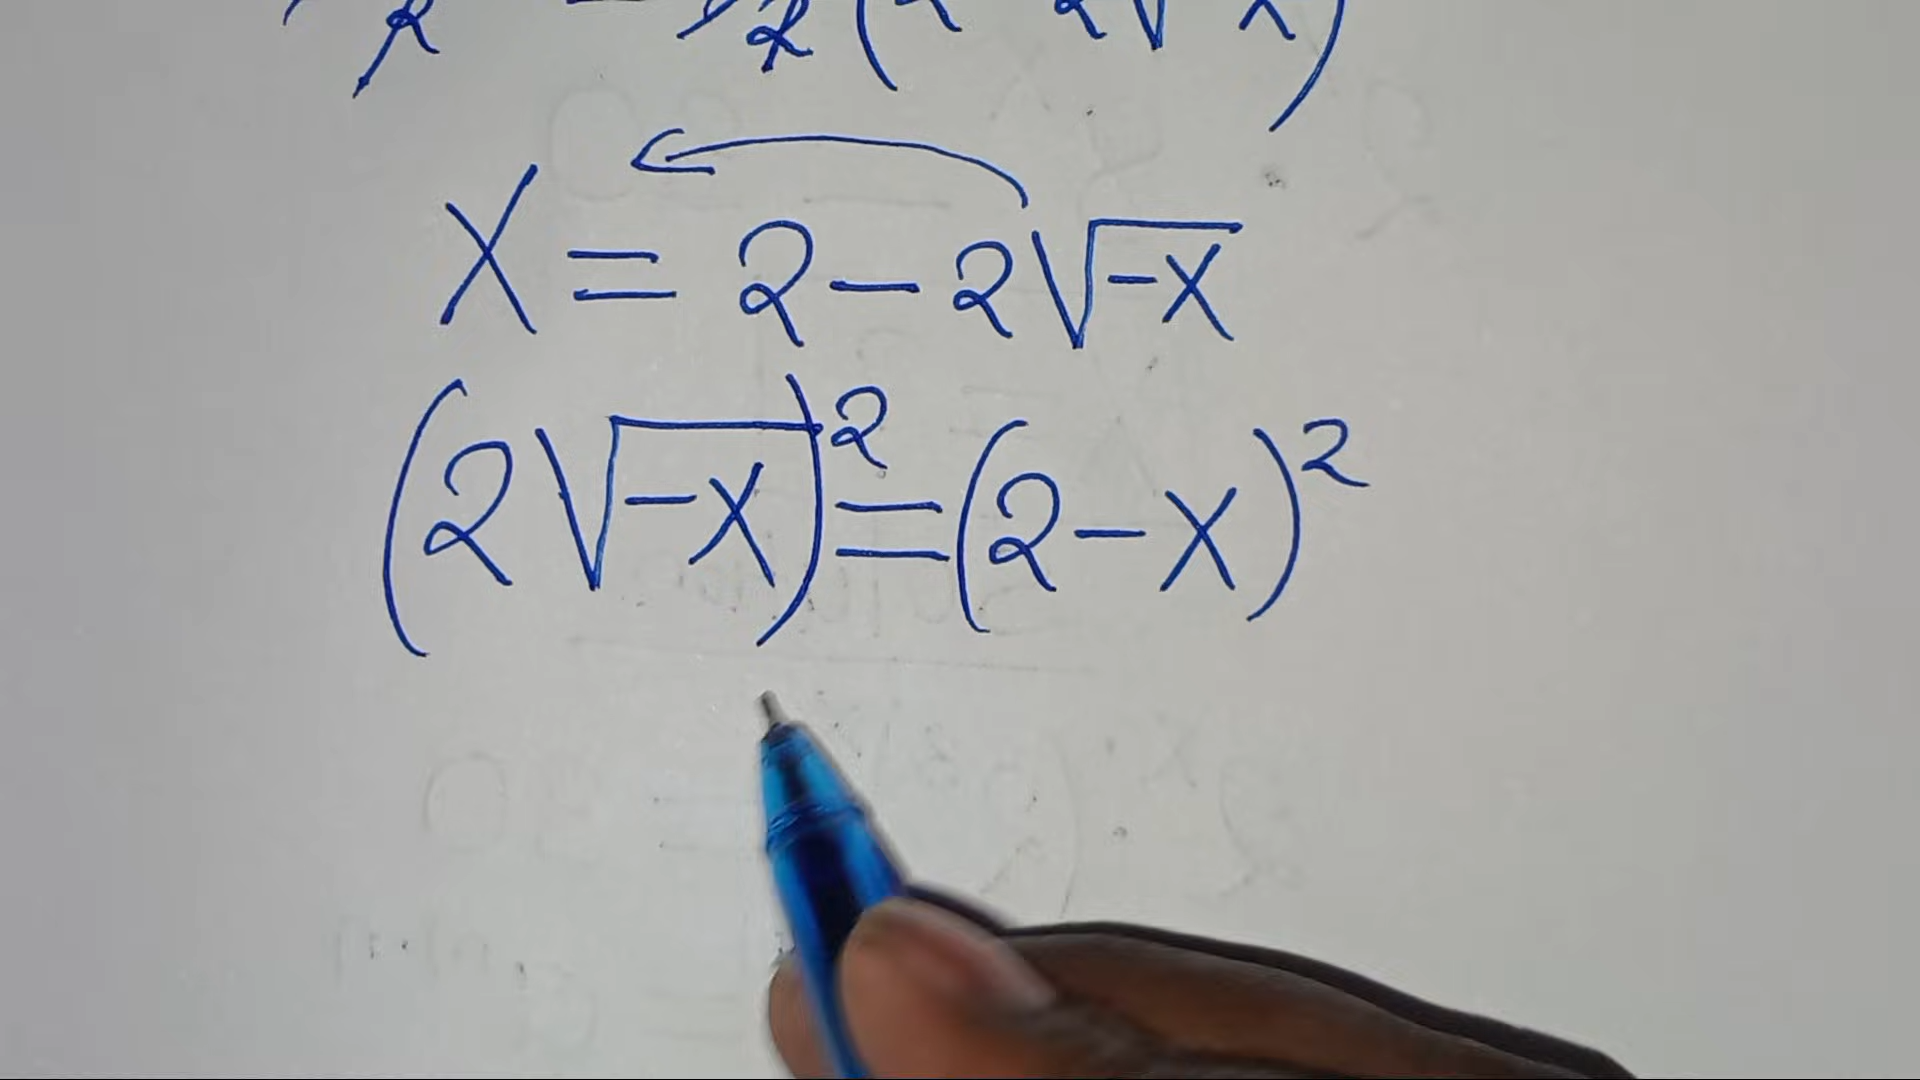 X = 2 - 2√-X
(2√-X)² = (2 - X)²